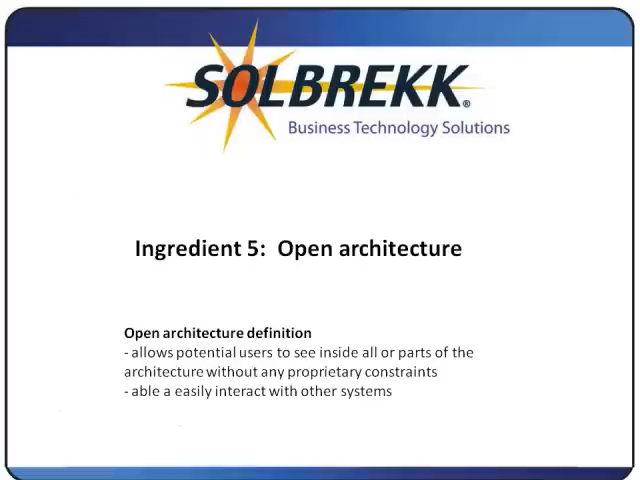 SOLBREKK®
Business Technology Solutions
Ingredient 5: Open architecture
Open architecture definition
- allows potential users to see inside all or parts of the
architecture without any proprietary constraints
- able a easily interact with other systems